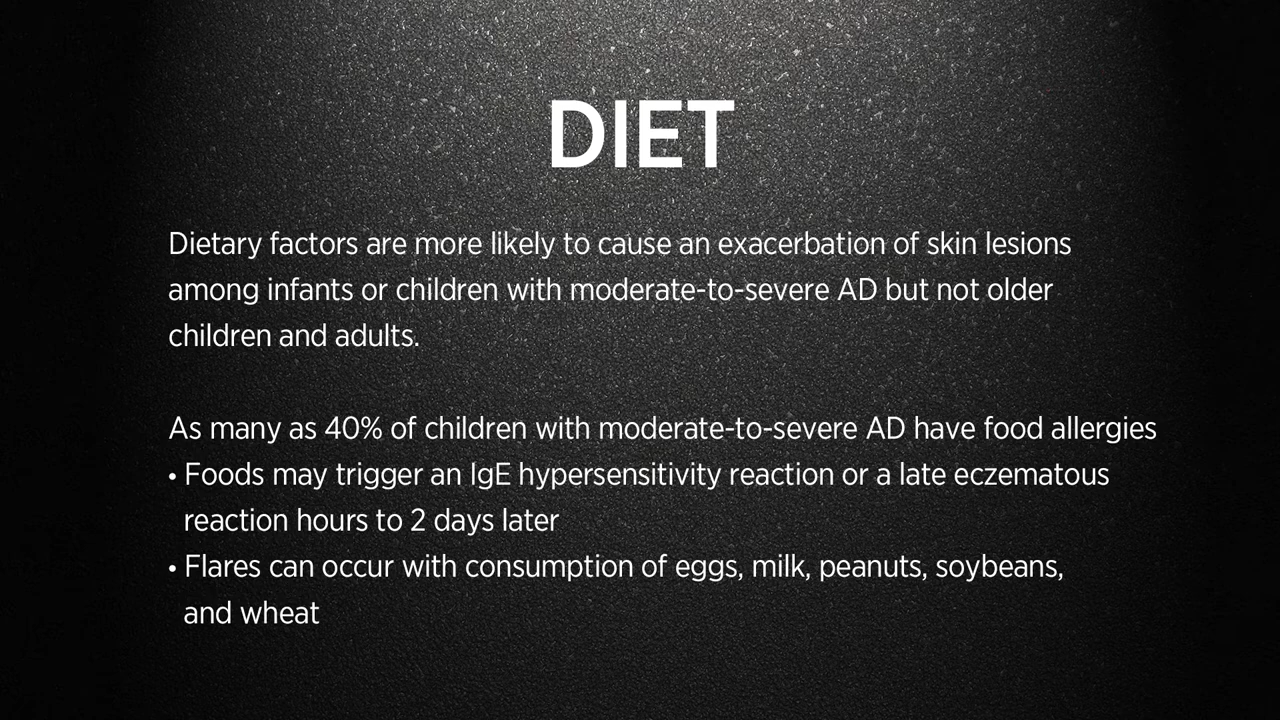 DIET
Dietary factors are more likely to cause an exacerbation of skin lesions
among infants or children with moderate-to-severe AD but not older
children and adults.
As many as 40% of children with moderate-to-severe AD have food allergies
• Foods may trigger an IgE hypersensitivity reaction or a late eczematous
reaction hours to 2 days later
• Flares can occur with consumption of eggs, milk, peanuts, soybeans,
and wheat